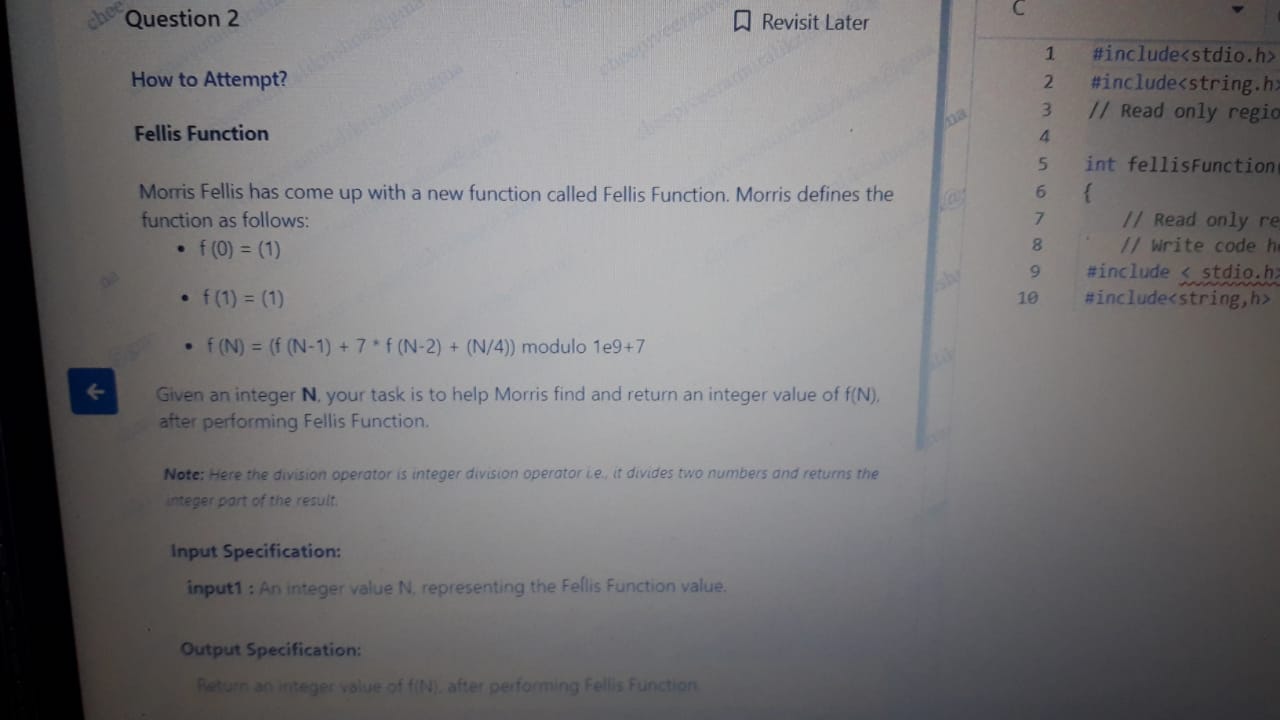 Question 2
Revisit Later
How to Attempt?
Fellis Function
Morris Fellis has come up with a new function called Fellis Function. Morris defines the
function as follows:
• f (0) = (1)
• f (1) = (1)
• f (N) = (f (N-1) + 7 * f (N-2) + (N/4)) modulo 1e9+7
Given an integer N, your task is to help Morris find and return an integer value of f(N),
after performing Fellis Function.
Note: Here the division operator is integer division operator i.e., it divides two numbers and returns the
integer part of the result.
Input Specification:
input1 : An integer value N, representing the Fellis Function value.
Output Specification:
Return an integer value of f(N), after performing Fellis Function
C
1 #include<stdio.h>
2 #include<string.h>
3 // Read only regio
4
5 int fellisFunction
6 {
7 // Read only re
8 // Write code h
9 #include < stdio.h>
10 #include<string,h>